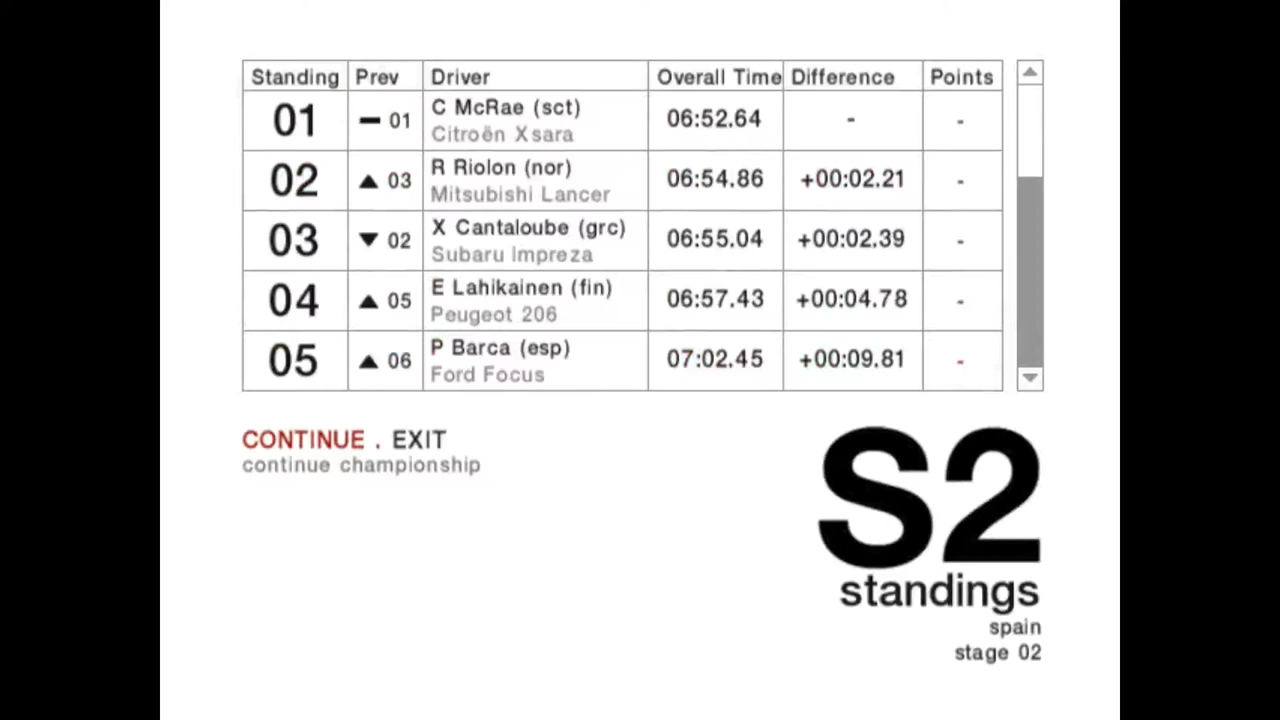 Standing Prev Driver Overall Time Difference Points
01 01 C McRae (sct) 06:52.64 - -
Citroën Xsara
02 03 R Riolon (nor) 06:54.86 +00:02.21 -
Mitsubishi Lancer
03 02 X Cantaloube (grc) 06:55.04 +00:02.39 -
Subaru Impreza
04 05 E Lahikainen (fin) 06:57.43 +00:04.78 -
Peugeot 206
05 06 P Barca (esp) 07:02.45 +00:09.81 -
Ford Focus
CONTINUE . EXIT
continue championship
S2
standings
spain
stage 02